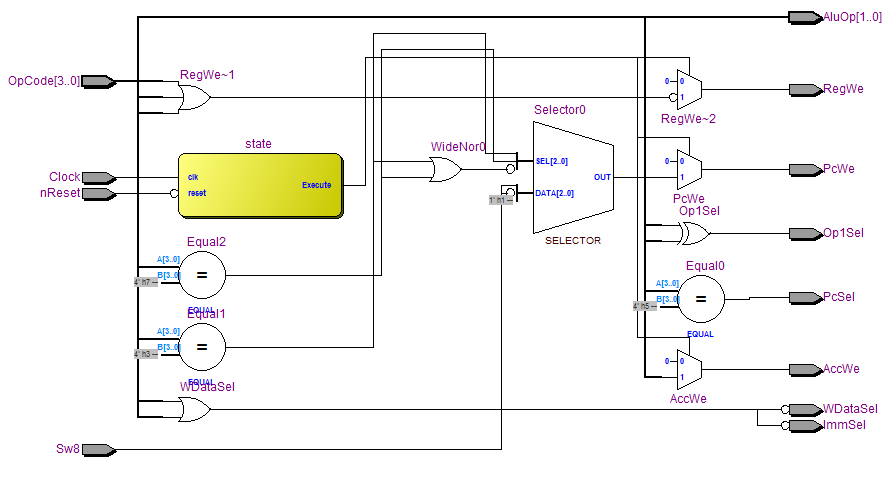 AluOp[1..0]
OpCode[3..0]
RegWe~1
0
0
1
RegWe
RegWe~2
Selector0
state
WideNor0
SEL[2..0]
DATA[2..0]
OUT
1' h1
SELECTOR
Clock
nReset
clk
reset
Execute
0
0
1
PcWe
PcWe
Op1Sel
Op1Sel
Equal2
A[3..0]
B[3..0]
4' h7
=
EQUAL
Equal0
A[3..0]
B[3..0]
4' h5
=
EQUAL
PcSel
Equal1
A[3..0]
B[3..0]
4' h3
=
EQUAL
0
0
1
AccWe
AccWe
WDataSel
WDataSel
ImmSel
Sw8